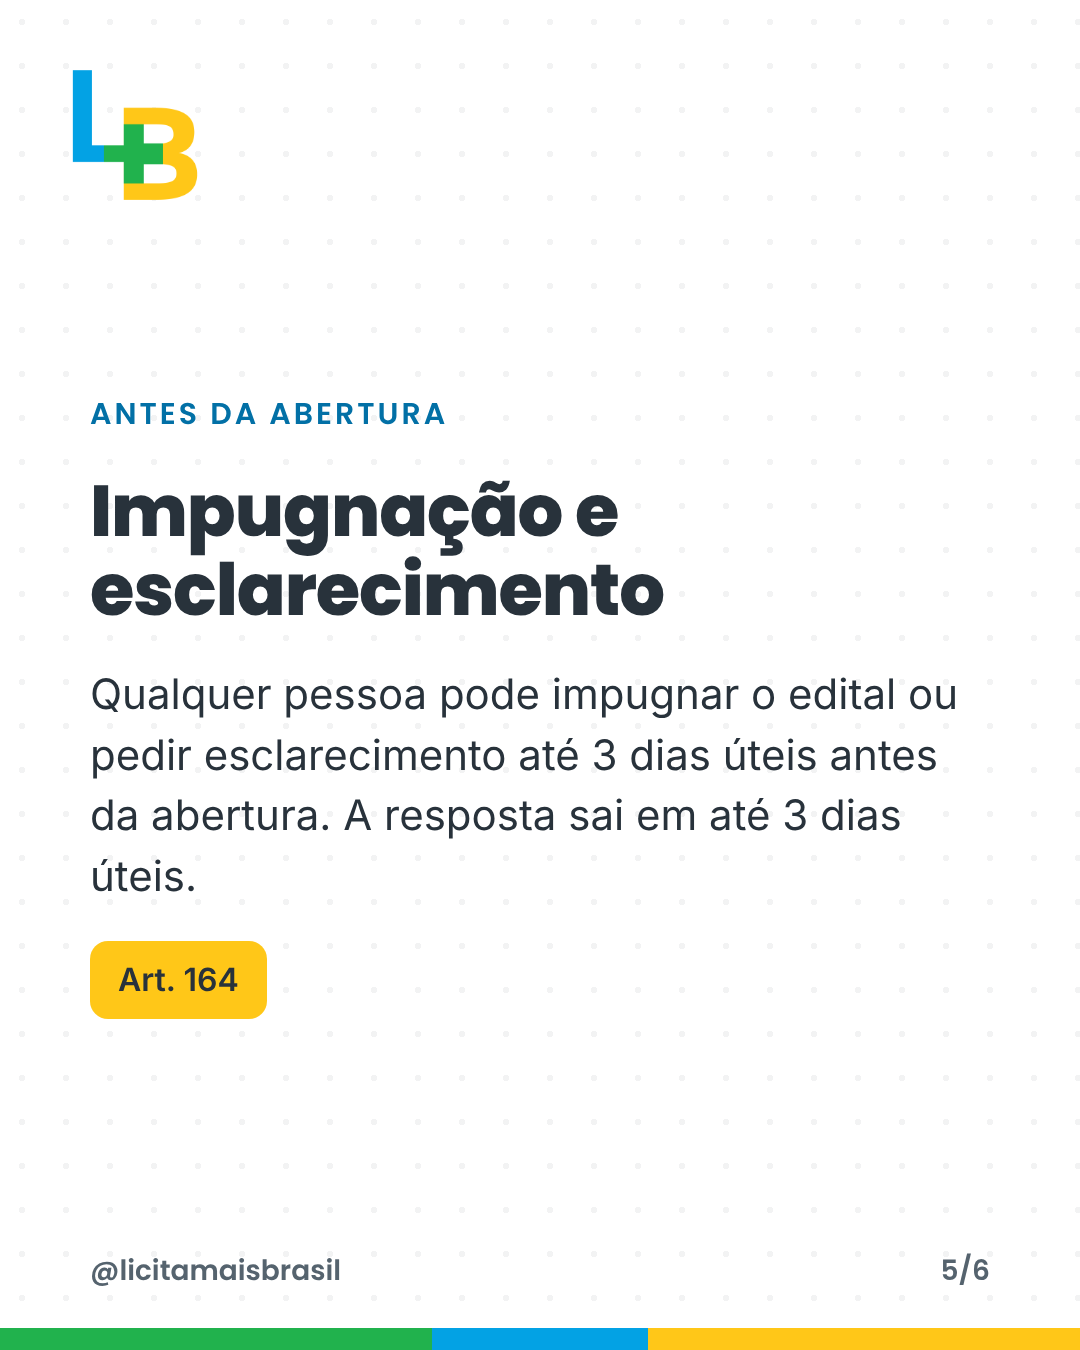 L+B
ANTES DA ABERTURA
Impugnação e
esclarecimento
Qualquer pessoa pode impugnar o edital ou
pedir esclarecimento até 3 dias úteis antes
da abertura. A resposta sai em até 3 dias
úteis.
Art. 164
@licitamaisbrasil
5/6